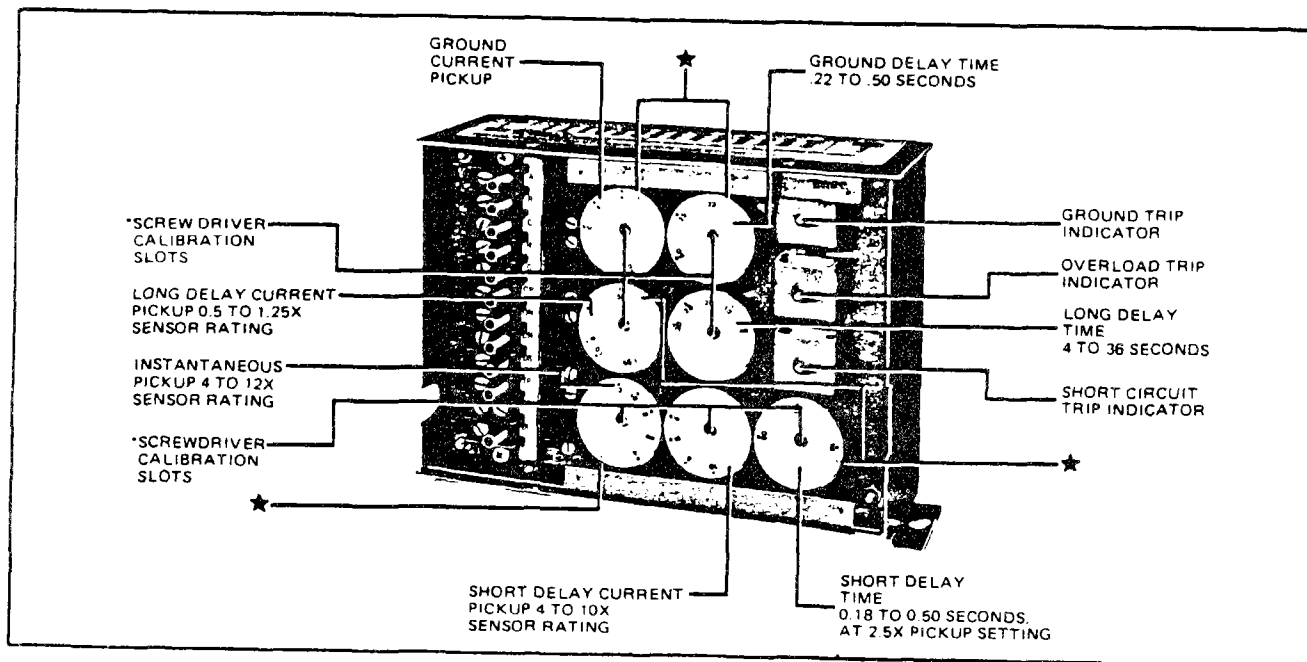 GROUND
CURRENT
PICKUP
★
GROUND DELAY TIME
.22 TO .50 SECONDS
*SCREW DRIVER
CALIBRATION
SLOTS
GROUND TRIP
INDICATOR
OVERLOAD TRIP
INDICATOR
LONG DELAY CURRENT
PICKUP 0.5 TO 1.25X
SENSOR RATING
LONG DELAY
TIME
4 TO 36 SECONDS
INSTANTANEOUS
PICKUP 4 TO 12X
SENSOR RATING
SHORT CIRCUIT
TRIP INDICATOR
*SCREWDRIVER
CALIBRATION
SLOTS
★
★
SHORT DELAY CURRENT
PICKUP 4 TO 10X
SENSOR RATING
SHORT DELAY
TIME
0.18 TO 0.50 SECONDS,
AT 2.5X PICKUP SETTING